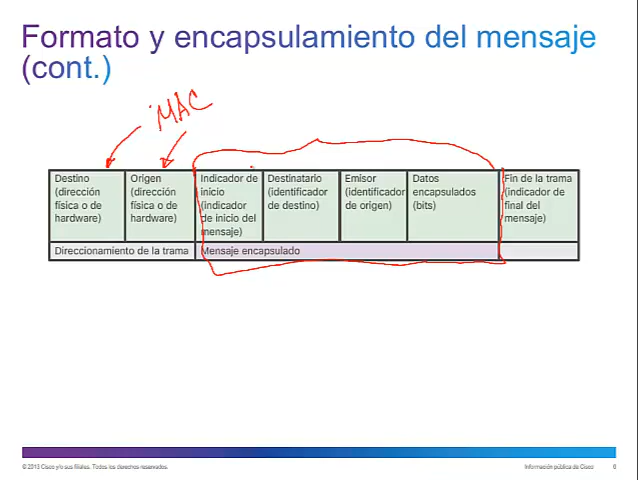 Formato y encapsulamiento del mensaje
(cont.)
MAC
Destino
(dirección
física o de
hardware)
Origen
(dirección
física o de
hardware)
Indicador de
inicio
(indicador
de inicio del
mensaje)
Destinatario
(identificador
de destino)
Emisor
(identificador
de origen)
Datos
encapsulados
(bits)
Fin de la trama
(indicador de
final del
mensaje)
Direccionamiento de la trama
Mensaje encapsulado
© 2013 Cisco y/o sus filiales. Todos los derechos reservados.
Información pública de Cisco